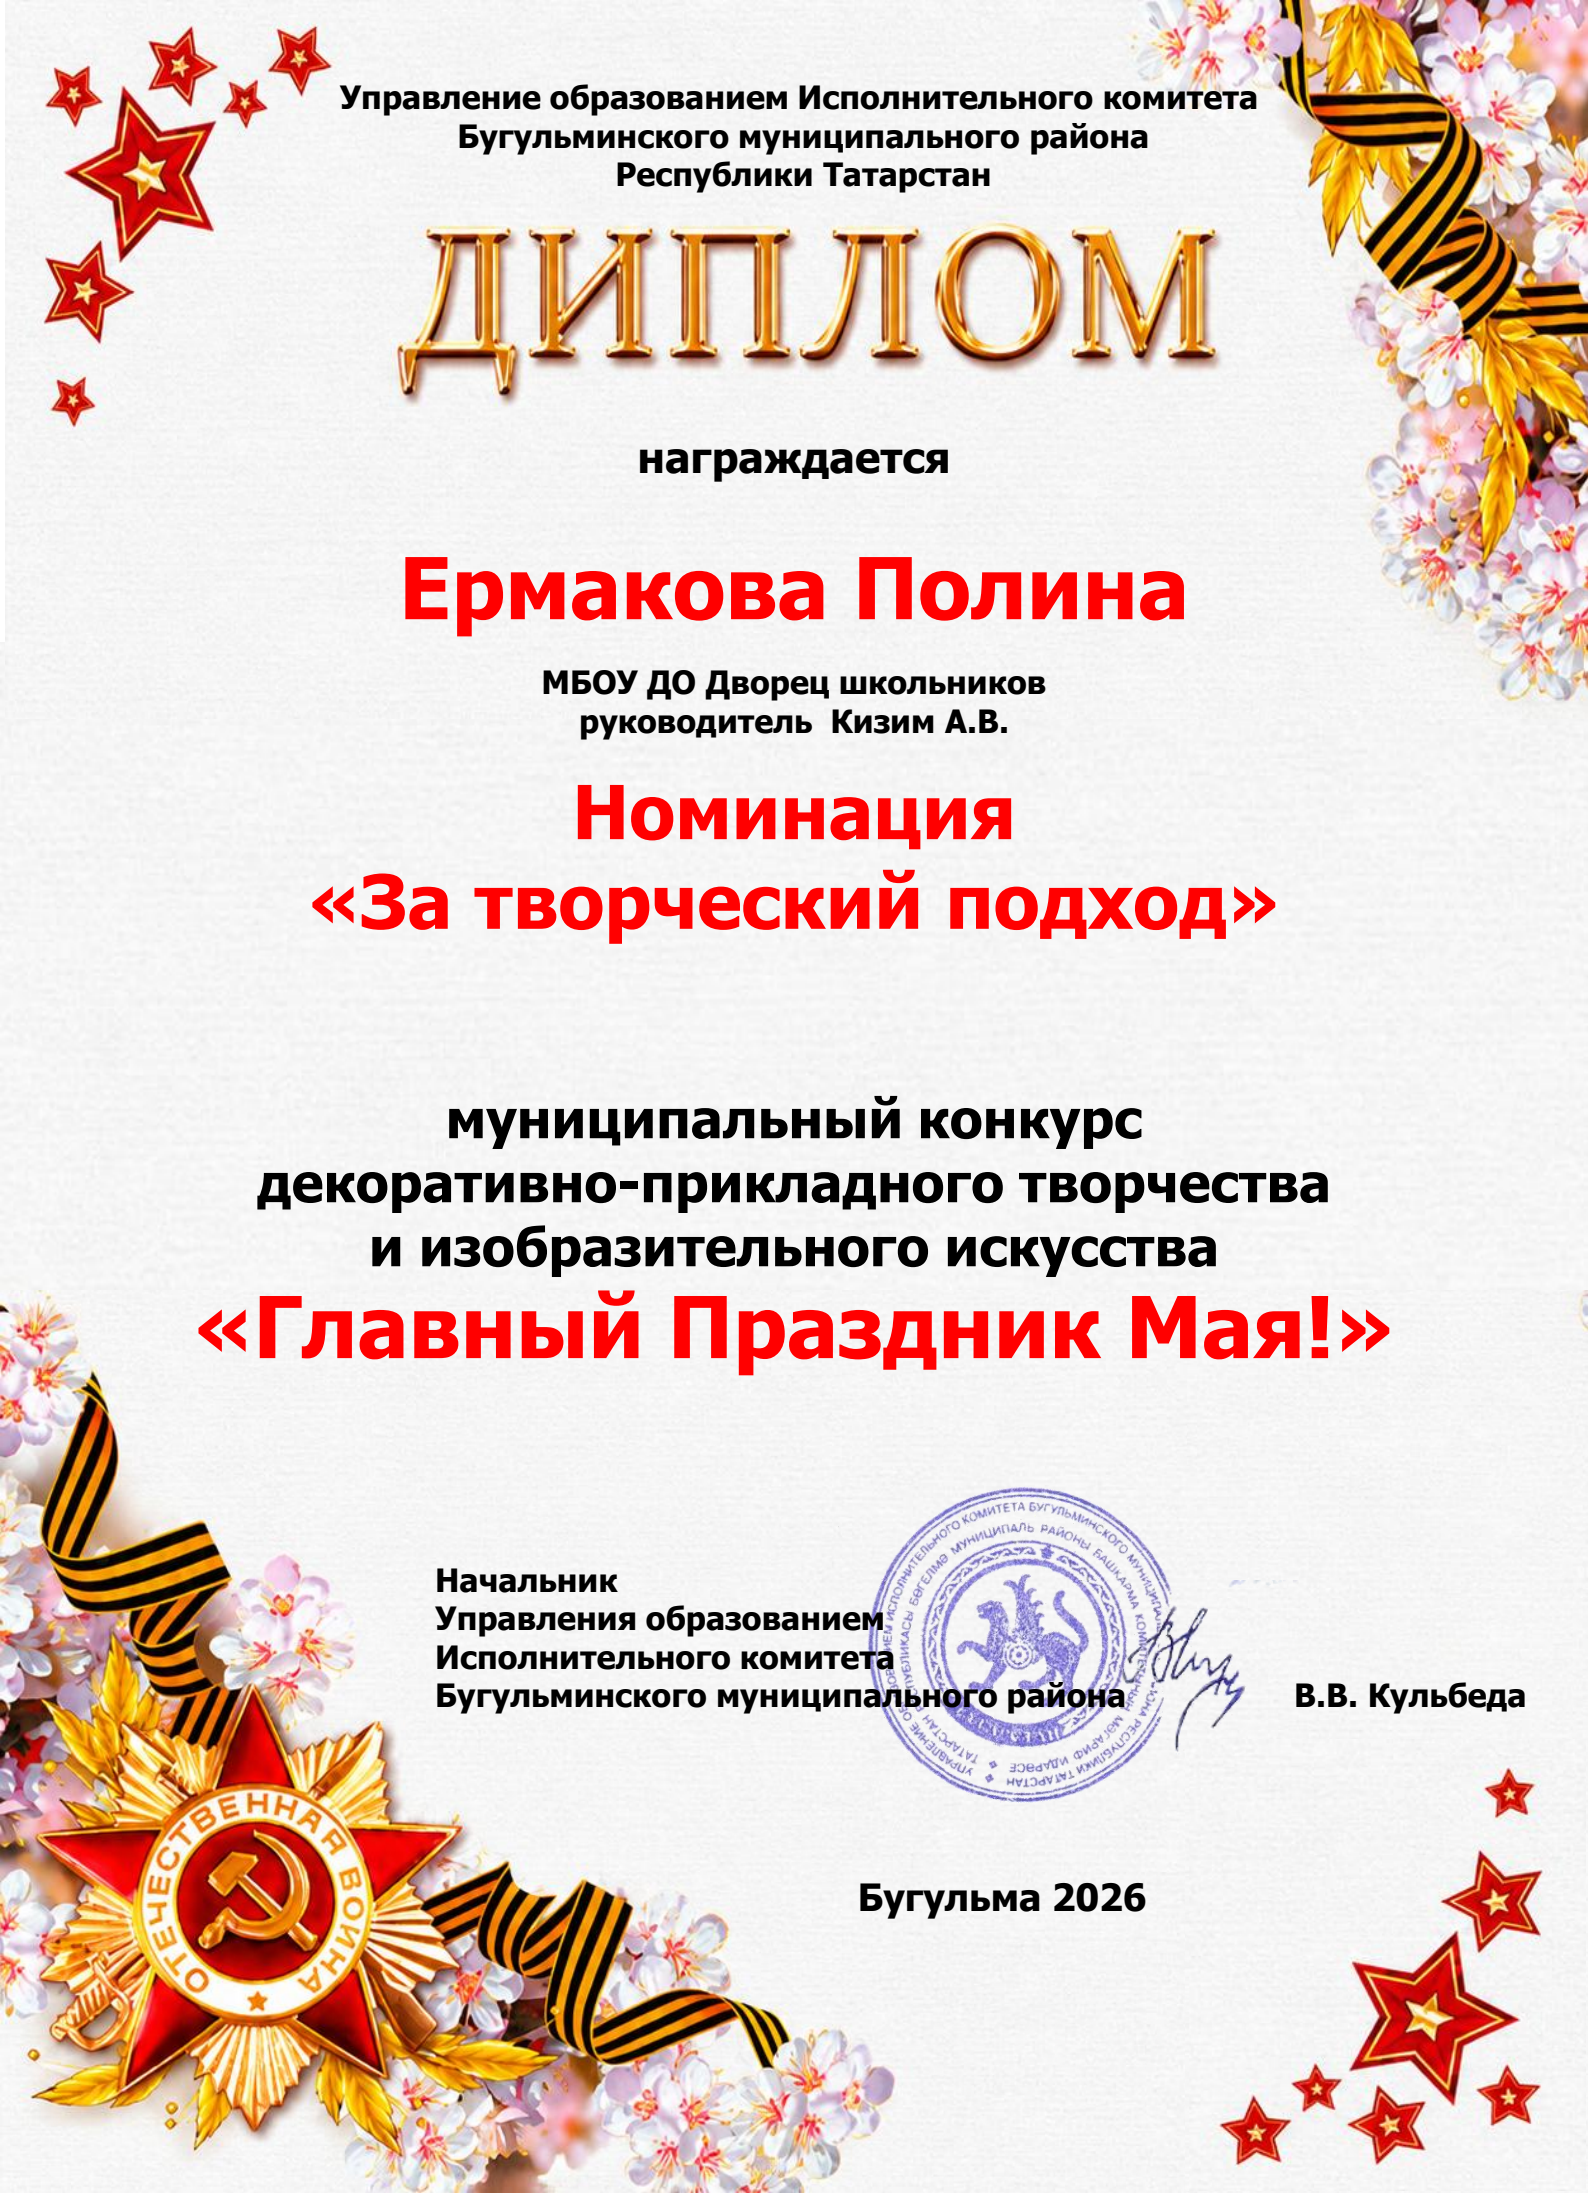 Управление образованием Исполнительного комитета
Бугульминского муниципального района
Республики Татарстан
ДИПЛОМ
награждается
Ермакова Полина
МБОУ ДО Дворец школьников
руководитель  Кизим А.В.
Номинация
«За творческий подход»
муниципальный конкурс
декоративно-прикладного творчества
и изобразительного искусства
«Главный Праздник Мая!»
Начальник
Управления образованием
Исполнительного комитета
Бугульминского муниципального района
В.В. Кульбеда
ОТЕЧЕСТВЕННАЯ ВОЙНА
Бугульма 2026